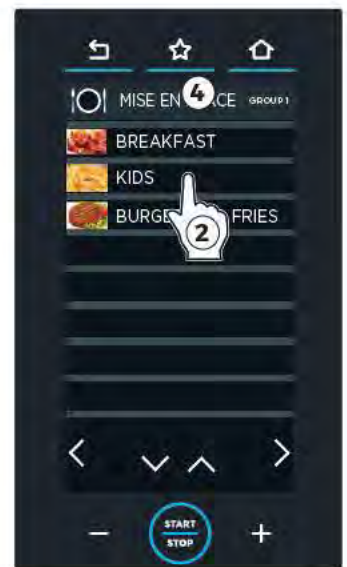 4
MISE EN CE GROUP 1
BREAKFAST
KIDS
BURGE FRIES
2
START
STOP